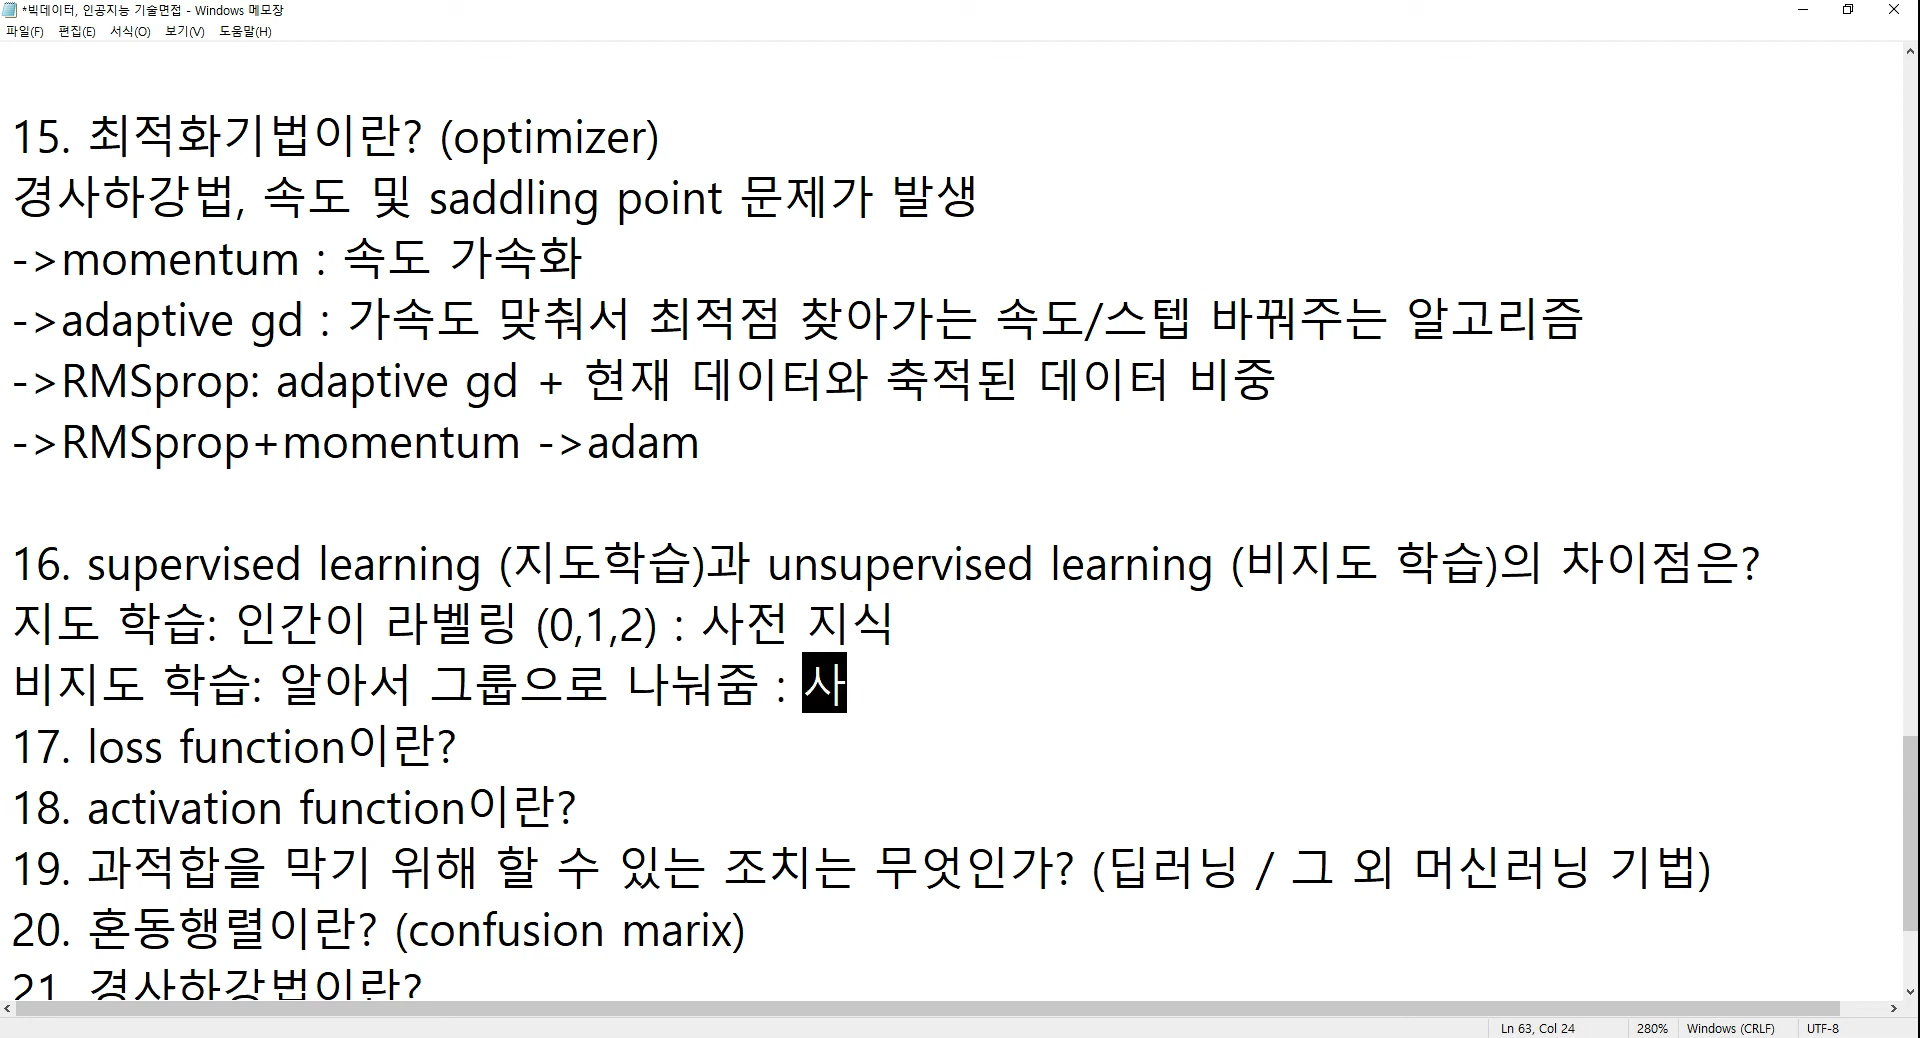 *빅데이터, 인공지능 기술면접 - Windows 메모장
파일(F) 편집(E) 서식(O) 보기(V) 도움말(H)
15. 최적화기법이란? (optimizer)
경사하강법, 속도 및 saddling point 문제가 발생
->momentum : 속도 가속화
->adaptive gd : 가속도 맞춰서 최적점 찾아가는 속도/스텝 바꿔주는 알고리즘
->RMSprop: adaptive gd + 현재 데이터와 축적된 데이터 비중
->RMSprop+momentum ->adam
16. supervised learning (지도학습)과 unsupervised learning (비지도 학습)의 차이점은?
지도 학습: 인간이 라벨링 (0,1,2) : 사전 지식
비지도 학습: 알아서 그룹으로 나눠줌 : 사
17. loss function이란?
18. activation function이란?
19. 과적합을 막기 위해 할 수 있는 조치는 무엇인가? (딥러닝 / 그 외 머신러닝 기법)
20. 혼동행렬이란? (confusion marix)
21. 경사하강법이란?
Ln 63, Col 24 280% Windows (CRLF) UTF-8